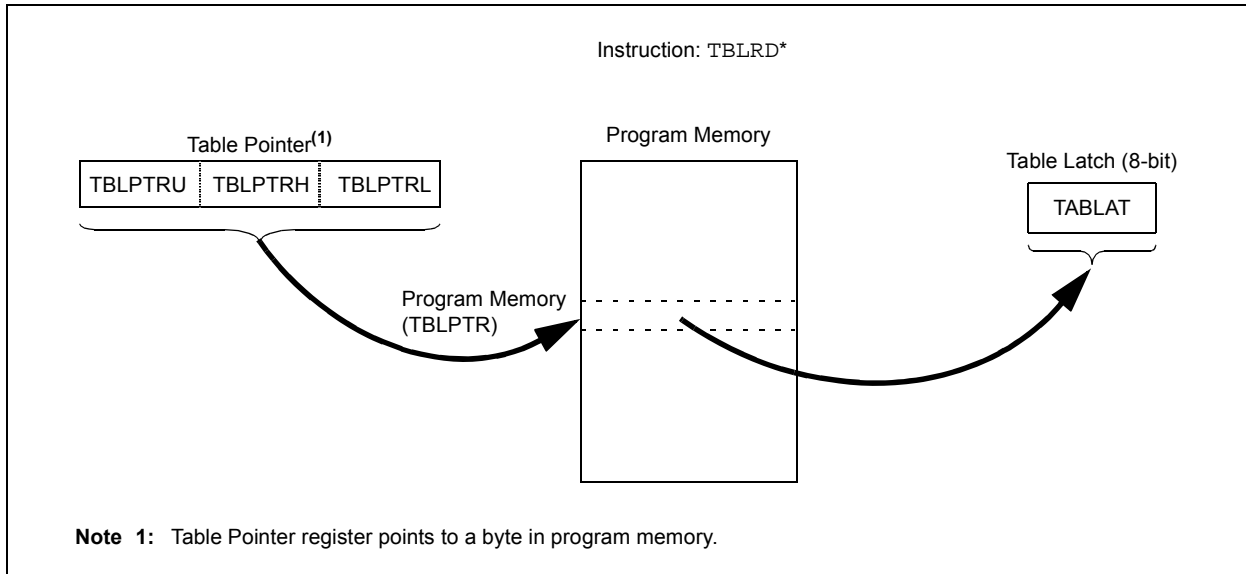 Instruction: TBLRD*
Table Pointer(1)
TBLPTRU TBLPTRH TBLPTRL
Program Memory
Table Latch (8-bit)
TABLAT
Program Memory
(TBLPTR)
Note 1: Table Pointer register points to a byte in program memory.